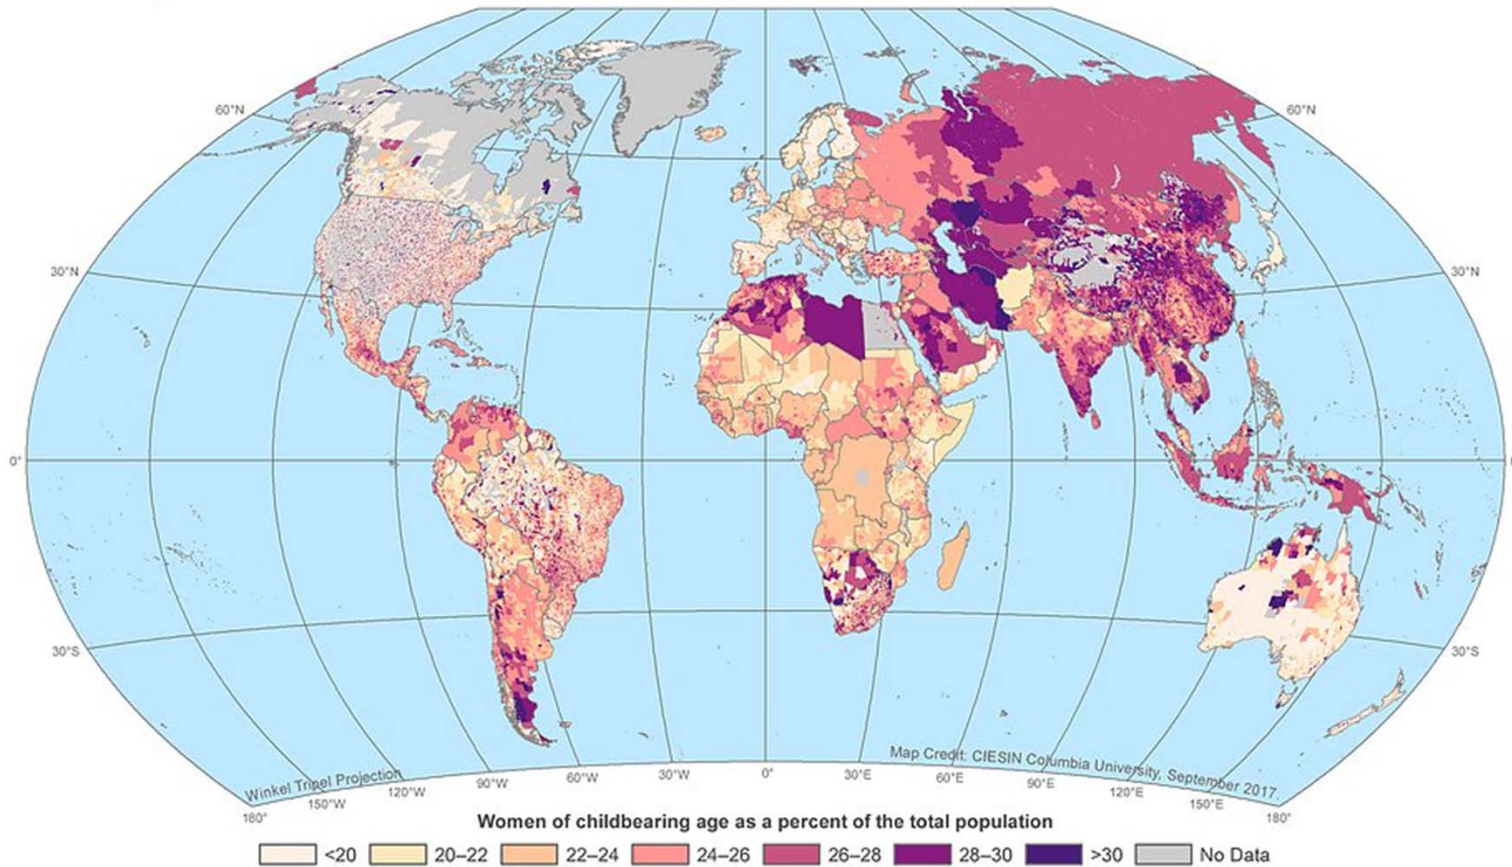 60°N
60°N
30°N
30°N
0°
30°S
30°S
Winkel Tripel Projection
Map Credit: CIESIN Columbia University, September 2017.
180°
150°W
120°W
90°W
60°W
30°W
0°
30°E
60°E
90°E
120°E
150°E
180°
Women of childbearing age as a percent of the total population
<20
20–22
22–24
24–26
26–28
28–30
>30
No Data